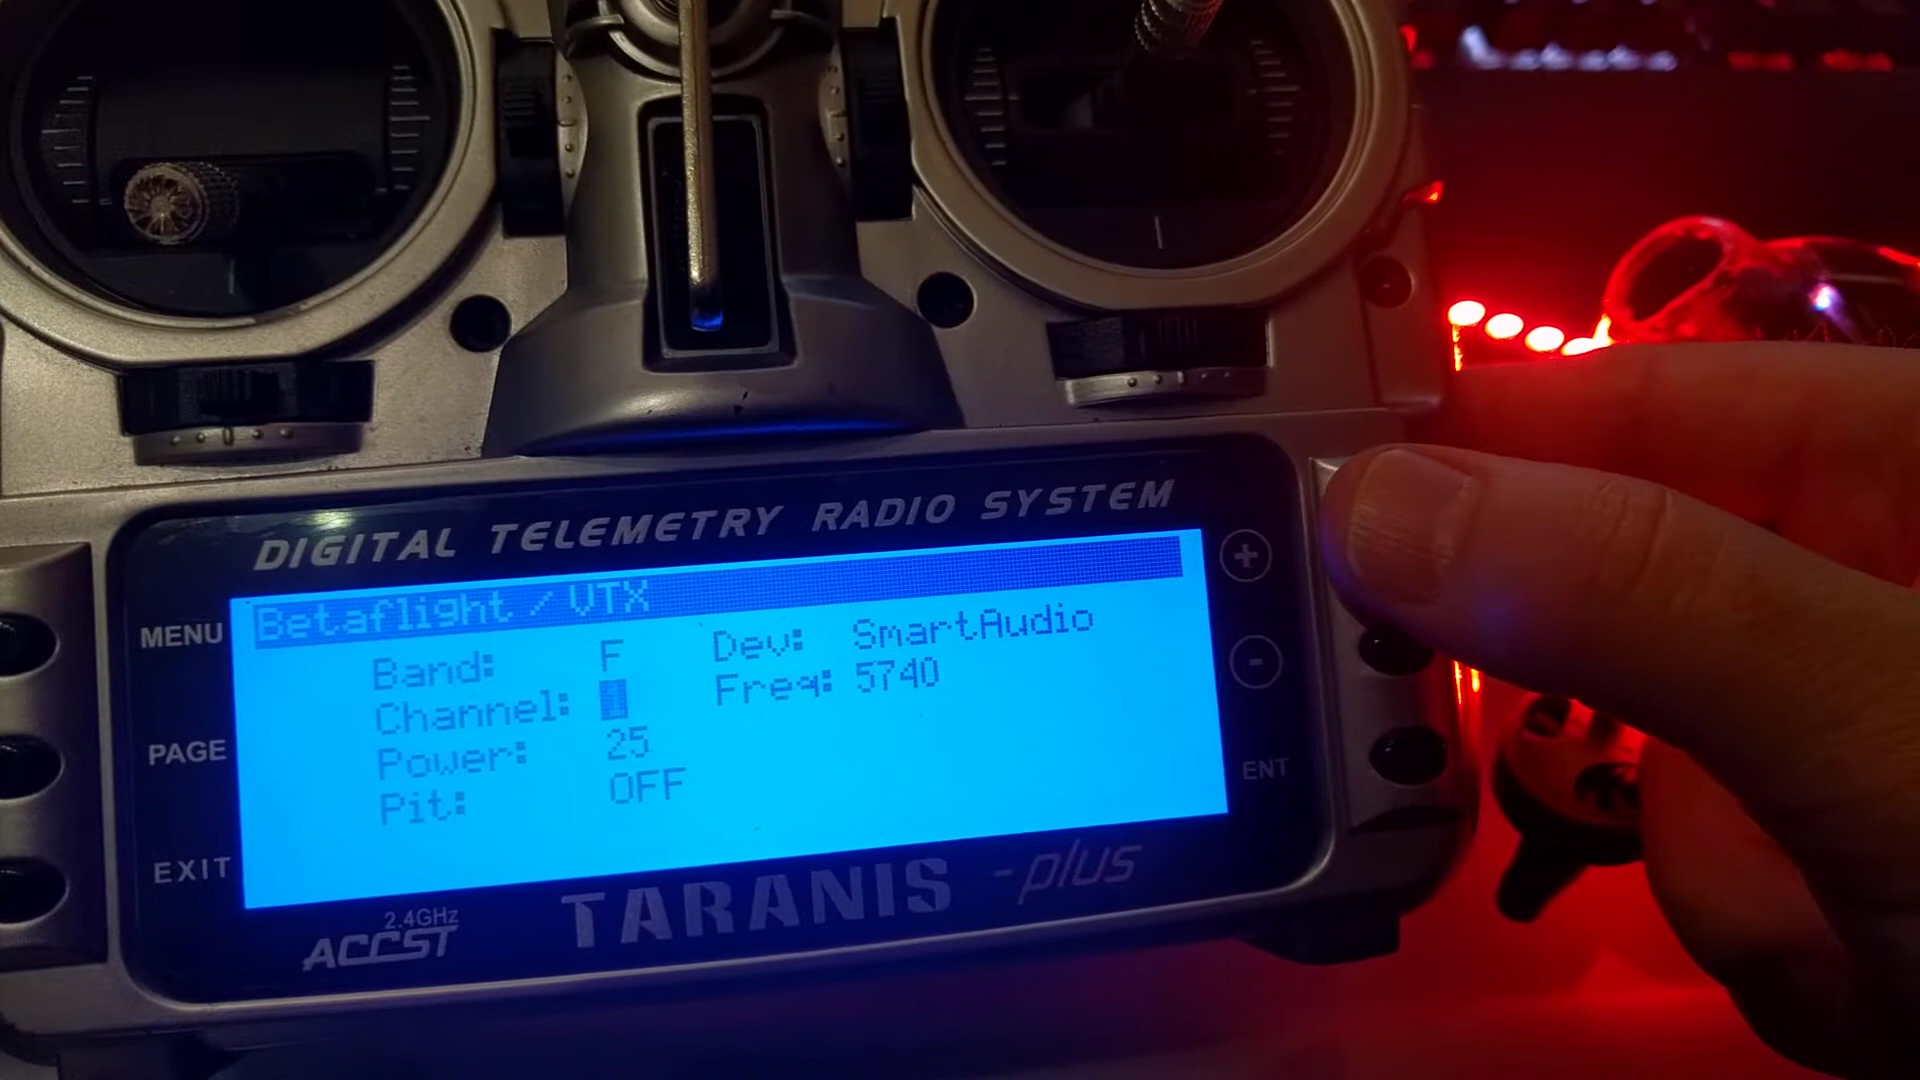 DIGITAL TELEMETRY RADIO SYSTEM
Betaflight / VTX
Band: F Dev: SmartAudio
Channel: 1 Freq: 5740
Power: 25
Pit: OFF
MENU
PAGE
EXIT
+
-
ENT
2.4GHz
ACCST
TARANIS -plus